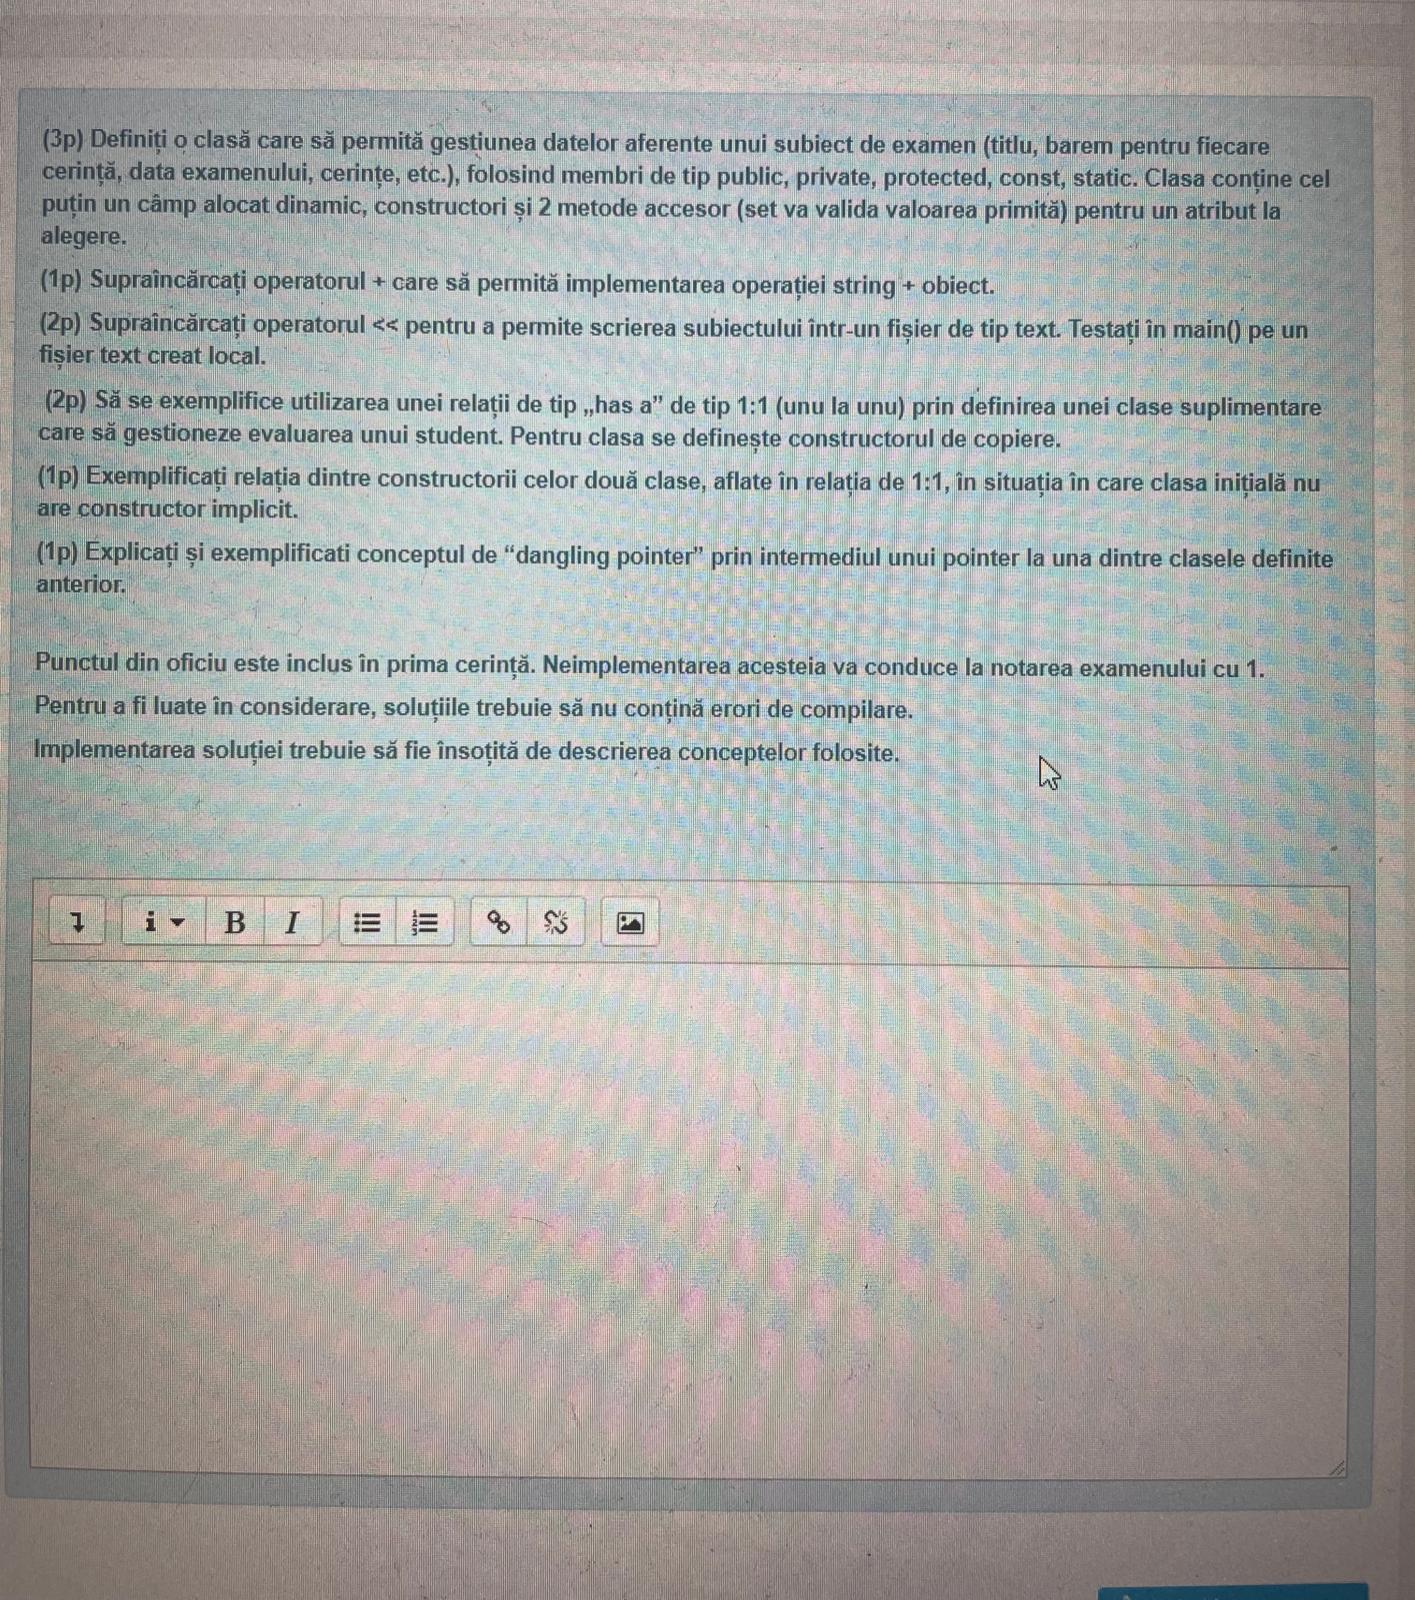 (3p) Definiți o clasă care să permită gestiunea datelor aferente unui subiect de examen (titlu, barem pentru fiecare
cerință, data examenului, cerințe, etc.), folosind membri de tip public, private, protected, const, static. Clasa conține cel
puțin un câmp alocat dinamic, constructori și 2 metode accesor (set va valida valoarea primită) pentru un atribut la
alegere.
(1p) Supraîncărcați operatorul + care să permită implementarea operației string + obiect.
(2p) Supraîncărcați operatorul << pentru a permite scrierea subiectului într-un fișier de tip text. Testați în main() pe un
fișier text creat local.
(2p) Să se exemplifice utilizarea unei relații de tip „has a” de tip 1:1 (unu la unu) prin definirea unei clase suplimentare
care să gestioneze evaluarea unui student. Pentru clasa se definește constructorul de copiere.
(1p) Exemplificați relația dintre constructorii celor două clase, aflate în relația de 1:1, în situația în care clasa inițială nu
are constructor implicit.
(1p) Explicați și exemplificati conceptul de “dangling pointer” prin intermediul unui pointer la una dintre clasele definite
anterior.
Punctul din oficiu este inclus în prima cerință. Neimplementarea acesteia va conduce la notarea examenului cu 1.
Pentru a fi luate în considerare, soluțiile trebuie să nu conțină erori de compilare.
Implementarea soluției trebuie să fie însoțită de descrierea conceptelor folosite.
i B I